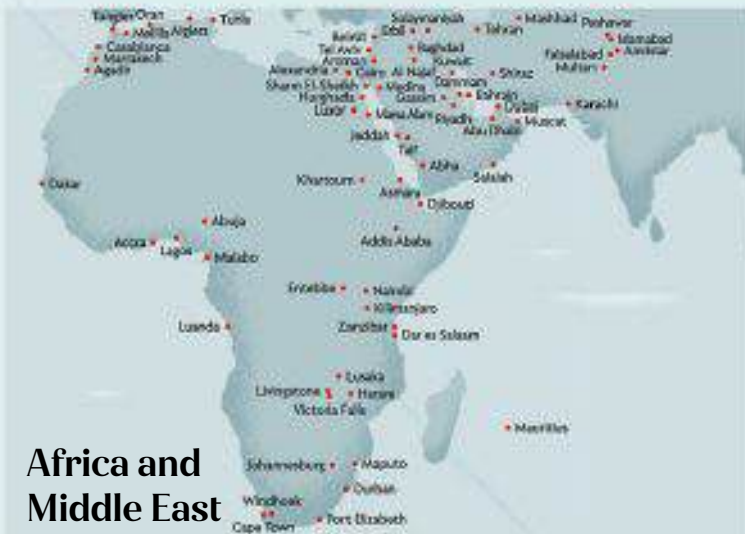 Tangier Oran
Tunis
Melilla Algiers
Casablanca
Marrakech
Agadir
Sulaymaniyah
Erbil
Mashhad
Tehran
Peshawar
Islamabad
Beirut
Tel Aviv
Baghdad
Faisalabad
Amritsar
Amman
Kuwait
Multan
Alexandria
Cairo
Al Najaf
Shiraz
Sharm El-Sheikh
Medina
Dammam
Hurghada
Gassim
Bahrain
Dubai
Karachi
Luxor
Riyadh
Muscat
Abu Dhabi
Jeddah
Taif
Abha
Salalah
Dakar
Khartoum
Asmara
Djibouti
Abuja
Addis Ababa
Accra
Lagos
Malabo
Entebbe
Nairobi
Kilimanjaro
Luanda
Zanzibar
Dar es Salaam
Lusaka
Livingstone
Harare
Victoria Falls
Mauritius
Africa and
Middle East
Johannesburg
Maputo
Durban
Windhoek
Cape Town
Port Elizabeth